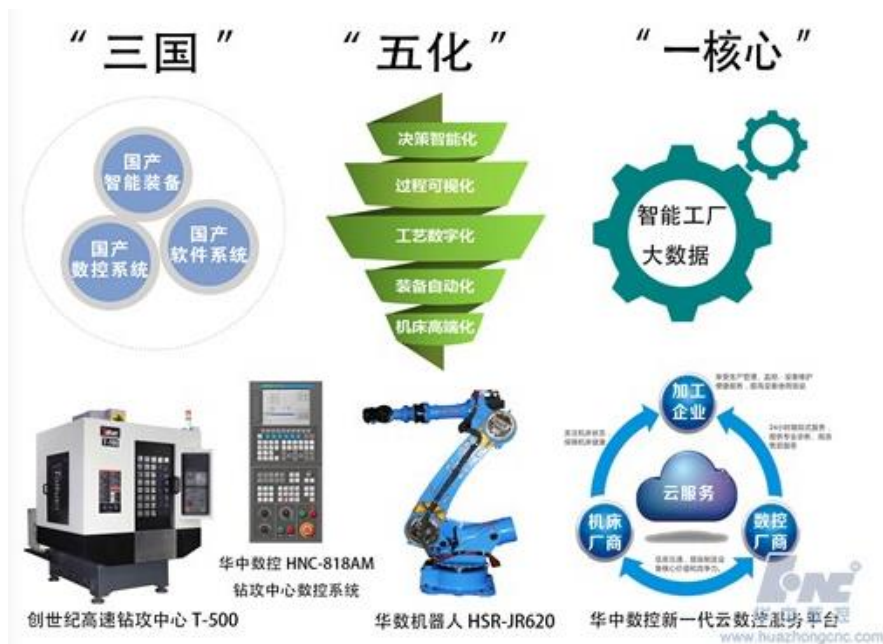 “三国”
“五化”
“一核心”
国产
智能装备
国产
数控系统
国产
软件系统
决策智能化
过程可视化
工艺数字化
装备自动化
机床高端化
智能工厂
大数据
T-500
华中数控 HNC-818AM
钻攻中心数控系统
创世纪高速钻攻中心 T-500
华数机器人 HSR-JR620
加工
企业
云服务
机床
厂商
数控
厂商
华中数控新一代云数控服务平台
华中数控
www.huazhongcnc.com